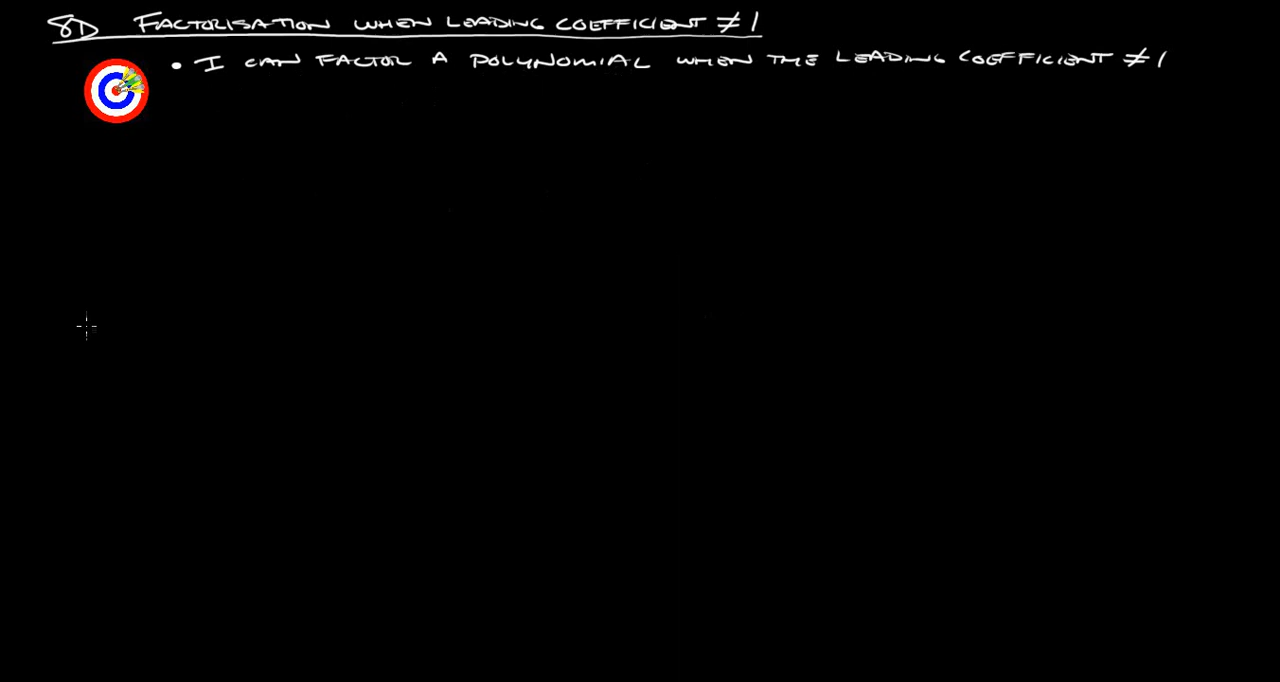 8D FACTORISATION WHEN LEADING COEFFICIENT ≠ 1
• I CAN FACTOR A POLYNOMIAL WHEN THE LEADING COEFFICIENT ≠ 1